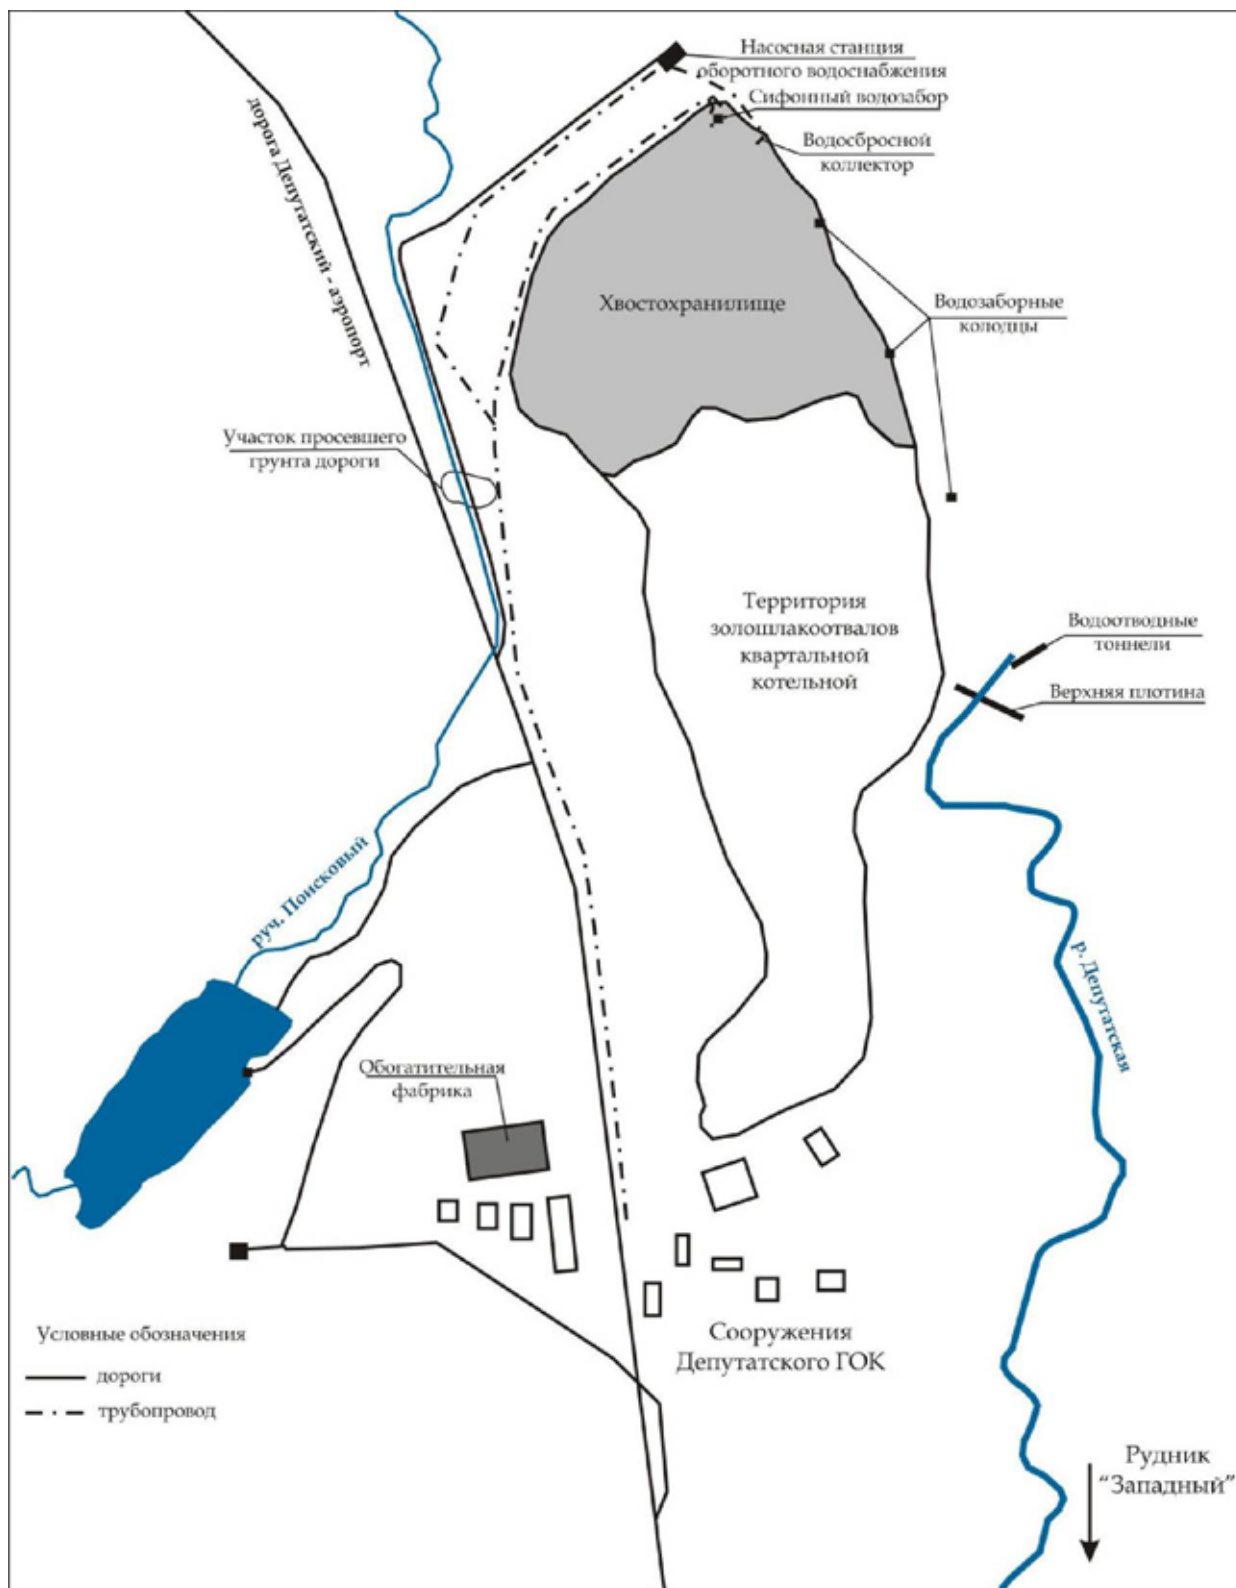 Насосная станция
оборотного водоснабжения
Сифонный водозабор
Водосбросной
коллектор
дорога Депутатский - аэропорт
Хвостохранилище
Водозаборные
колодцы
Участок просевшего
грунта дороги
Территория
золошлакоотвалов
квартальной
котельной
Водоотводные
тоннели
Верхняя плотина
руч. Поисковый
р. Депутатская
Обогатительная
фабрика
Сооружения
Депутатского ГОК
Условные обозначения
дороги
трубопровод
Рудник
"Западный"